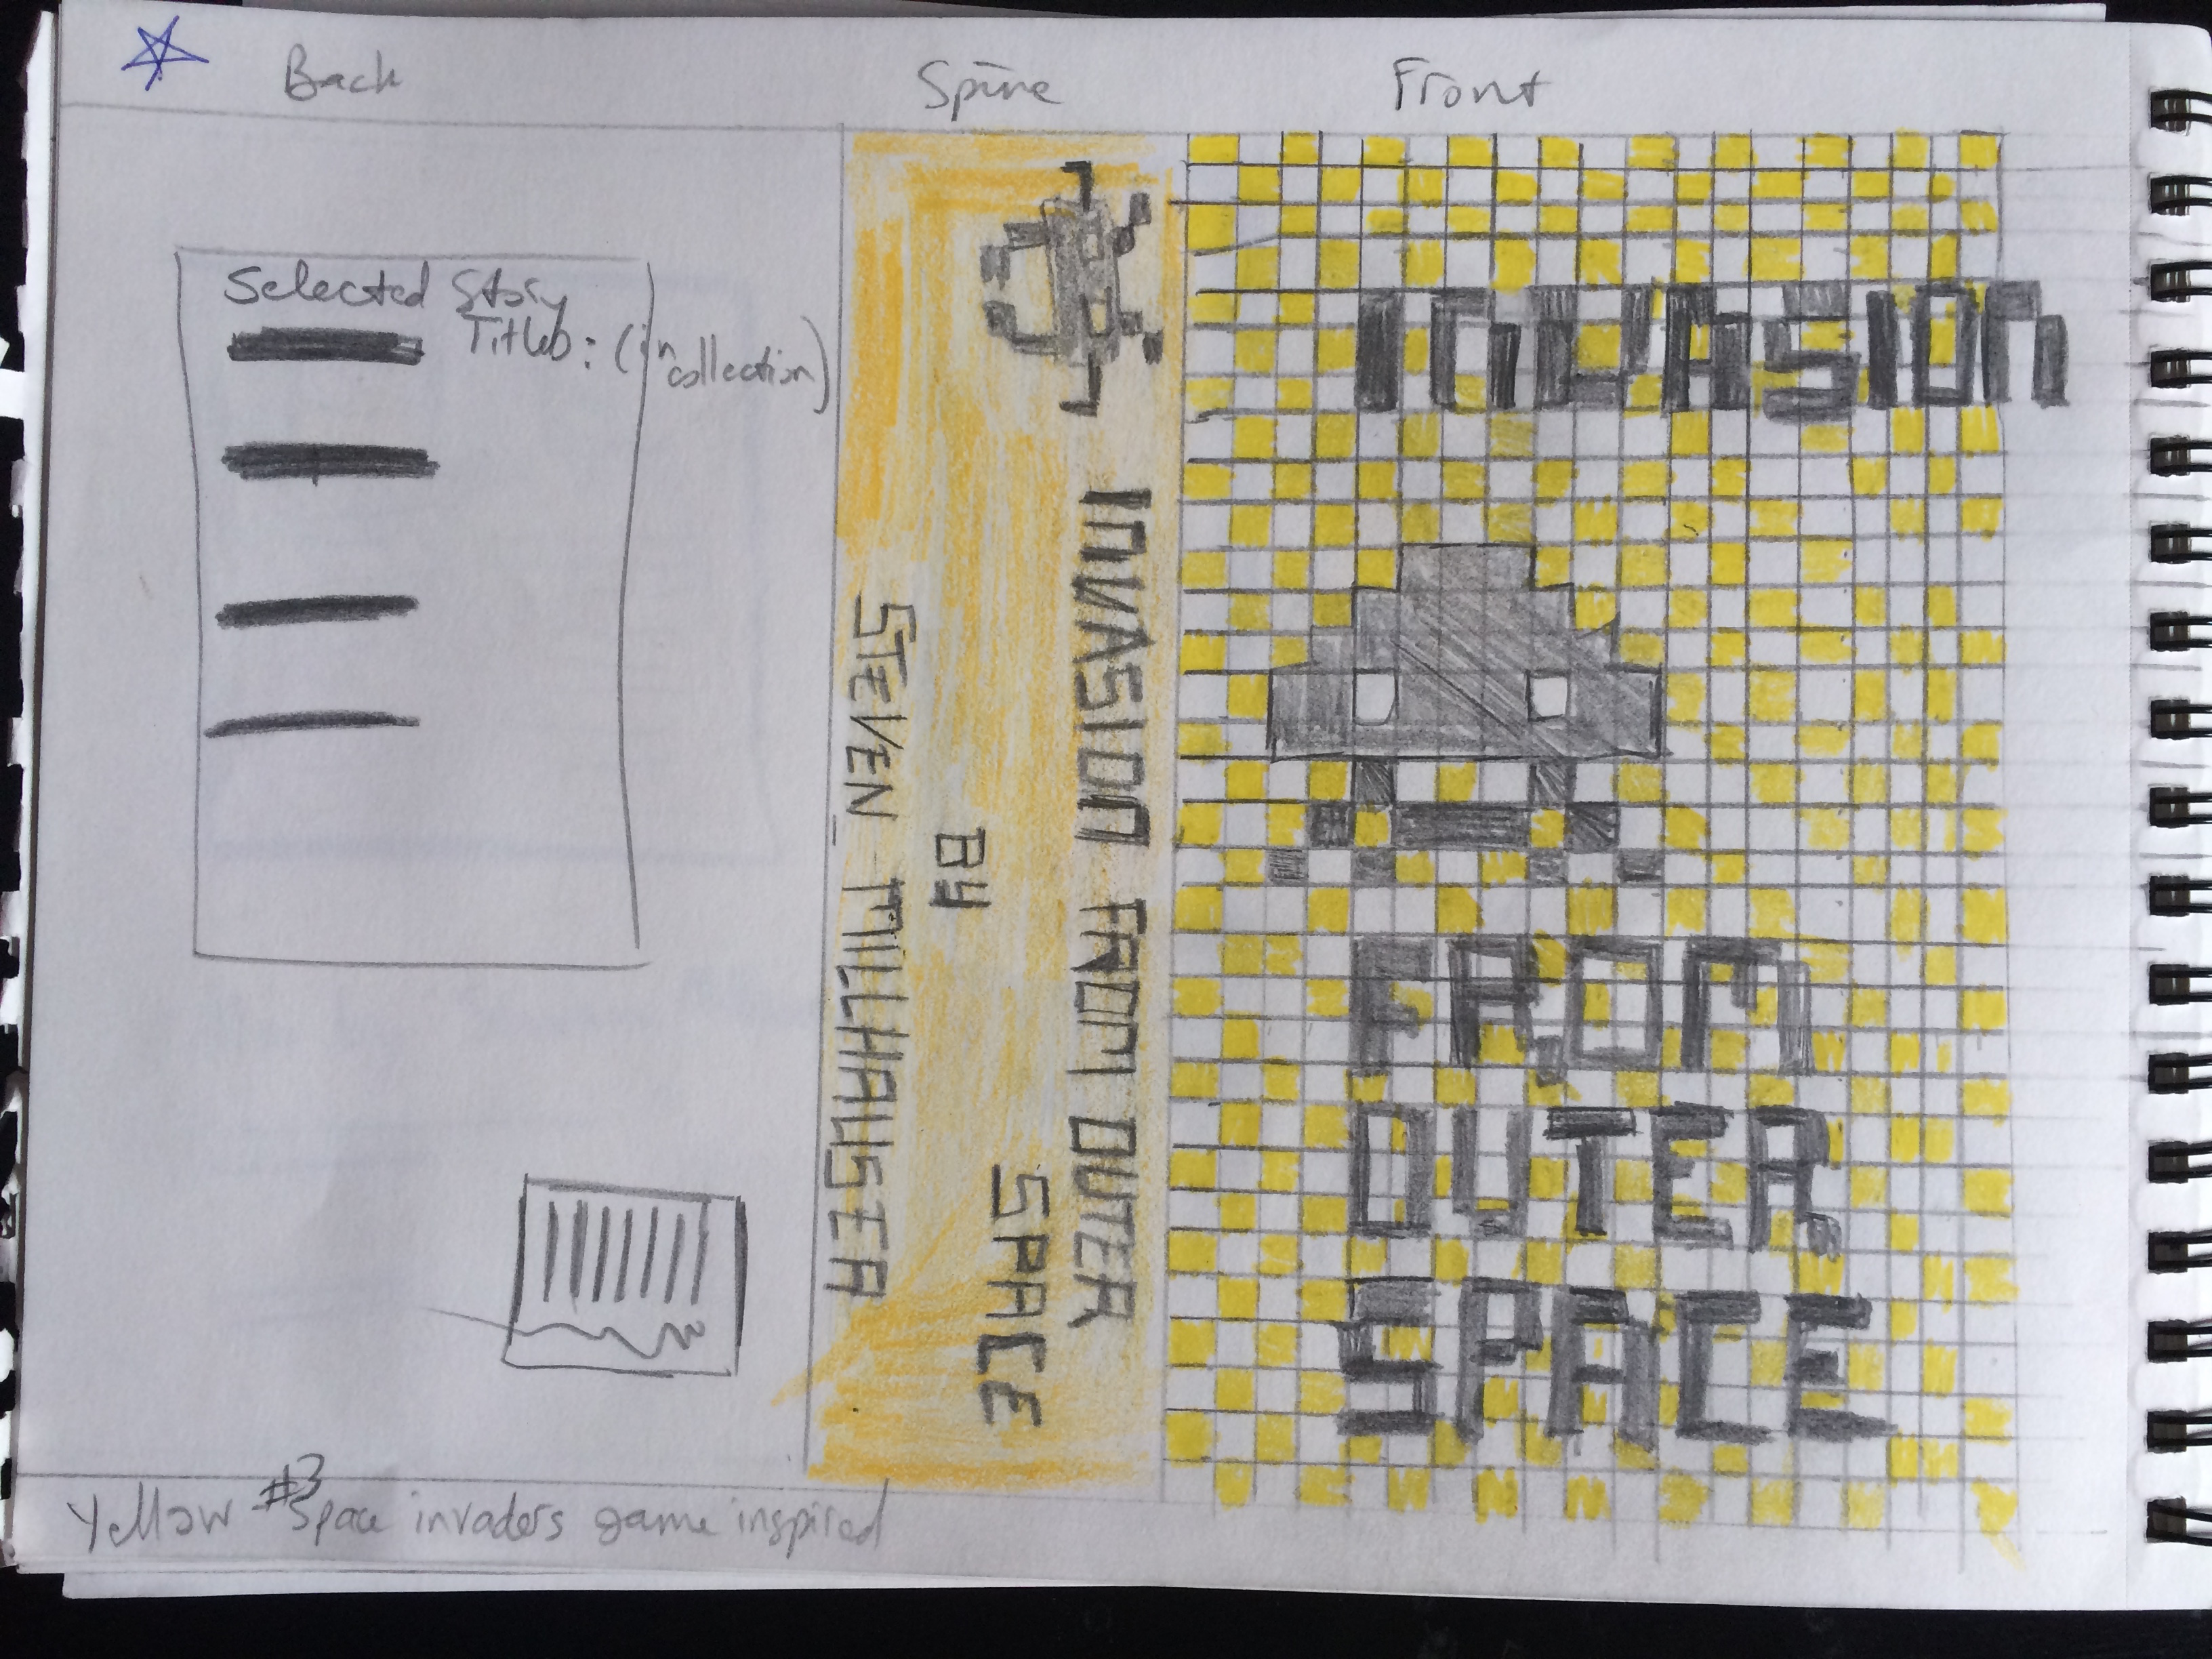 Back
Spine
Front
Selected Story
Titles: (in
collection)
INVASION FROM OUTER
SPACE
BY
STEVEN MILLHAUSER
INVASION
FROM
OUTER
SPACE
#3
Yellow Space invaders game inspired